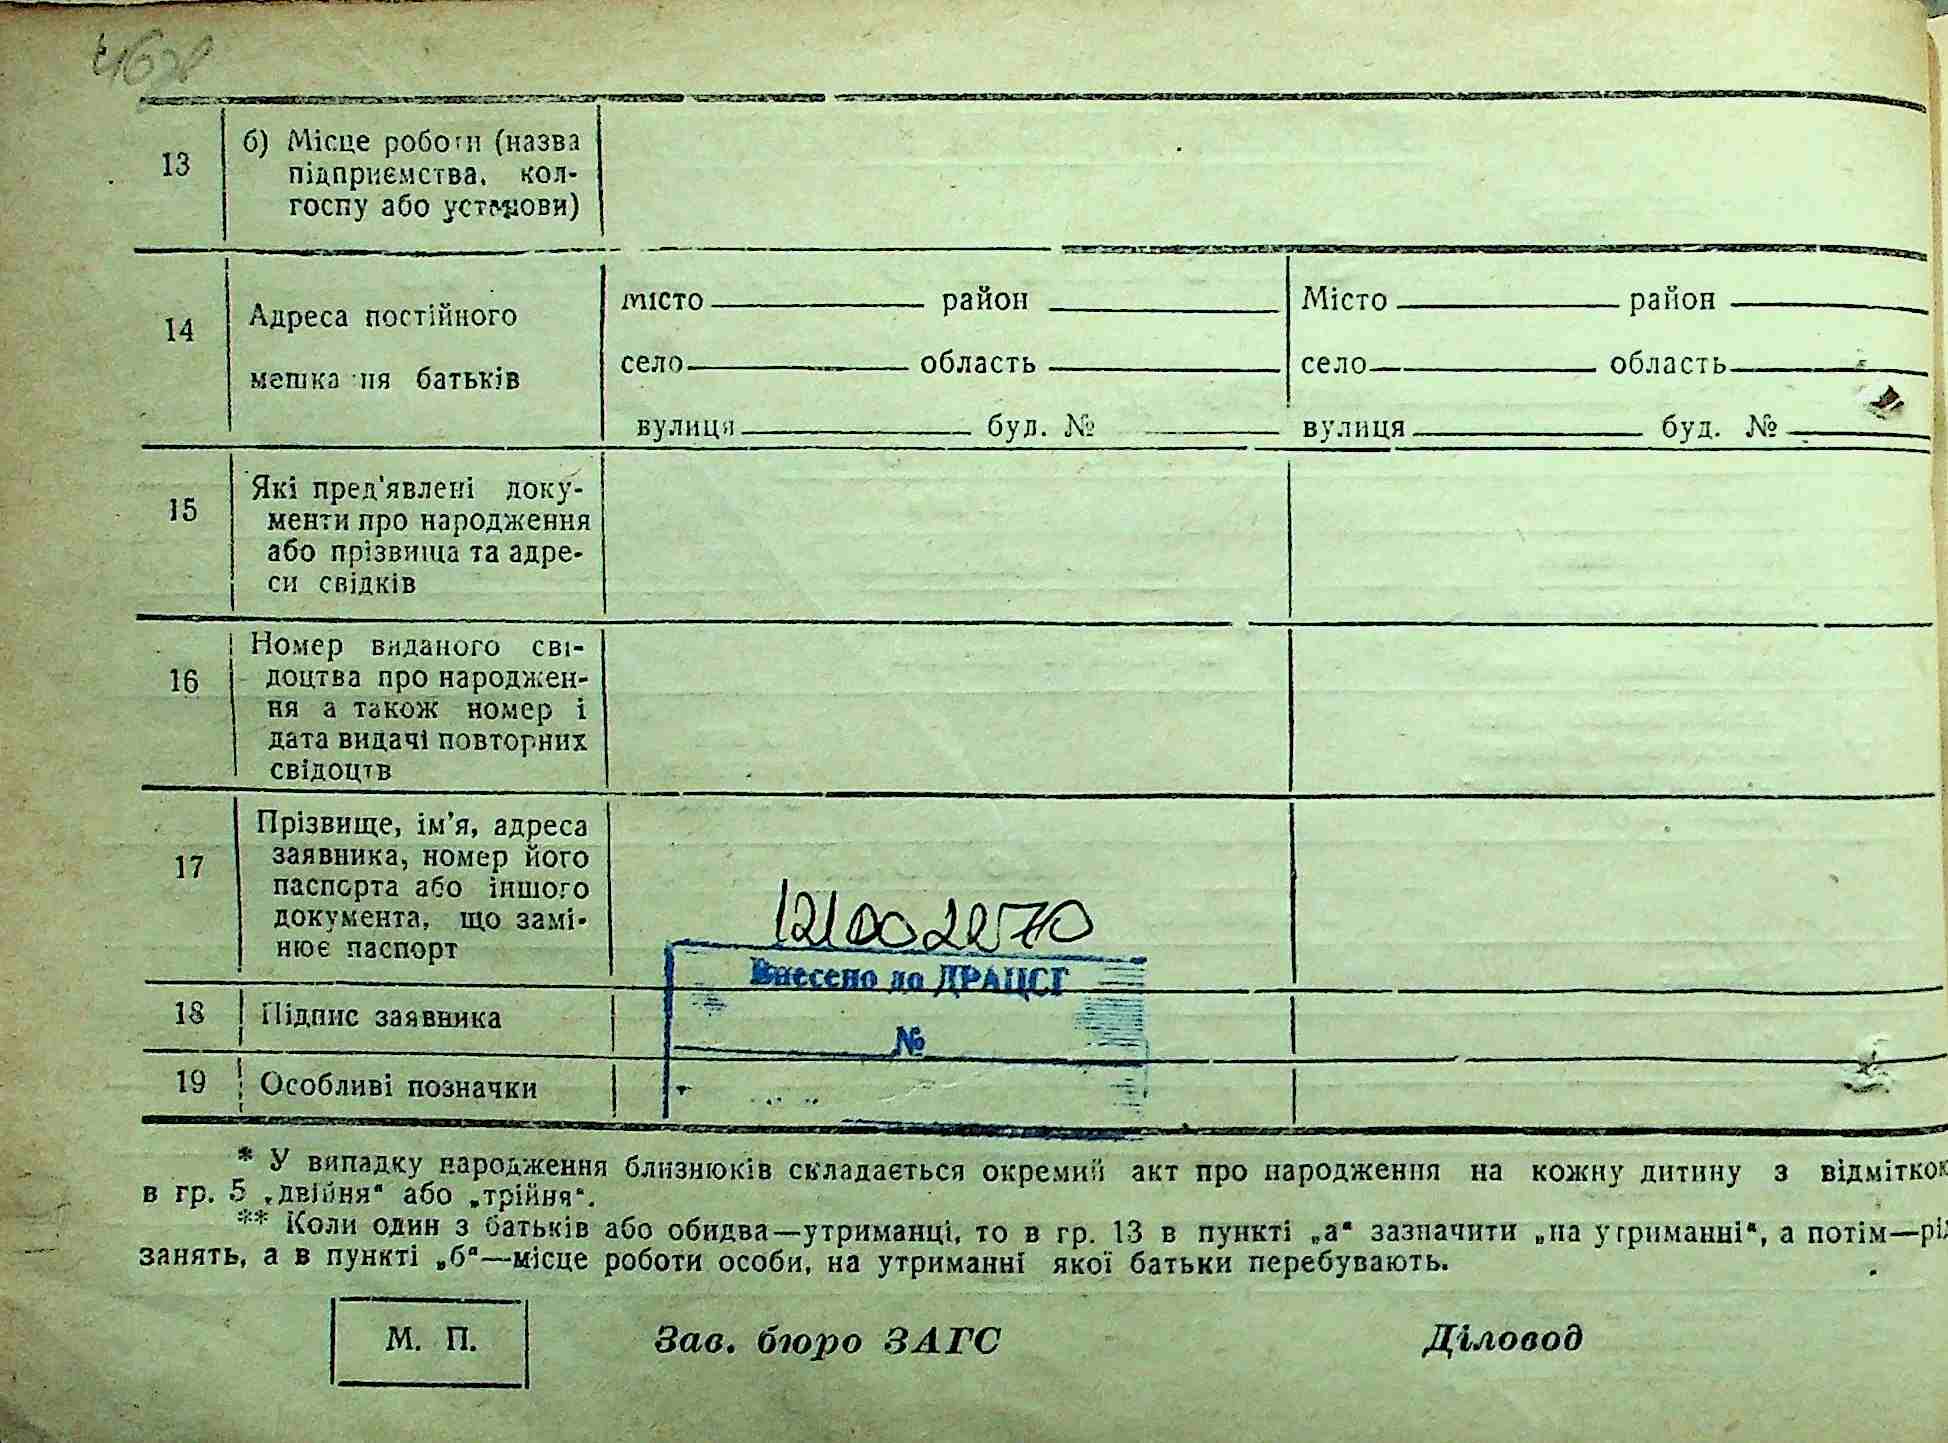 13
б) Місце роботи (назва
підприємства, кол-
госпу або установи)
14
Адреса постійного
мешкання батьків
місто район
село область
вулиця буд. №
Місто район
село область
вулиця буд. №
15
Які пред'явлені доку-
менти про народження
або прізвища та адре-
си свідків
16
Номер виданого сві-
доцтва про народжен-
ня а також номер і
дата видачі повторних
свідоцтв
17
Прізвище, ім'я, адреса
заявника, номер його
паспорта або іншого
документа, що замі-
нює паспорт
Внесено до ДРАЦСГ
№
18
Підпис заявника
19
Особливі позначки
* У випадку народження близнюків складається окремий акт про народження на кожну дитину з відміткою
в гр. 5 „двійня“ або „трійня“.
** Коли один з батьків або обидва—утриманці, то в гр. 13 в пункті „а“ зазначити „на утриманні“, а потім—рід
занять, а в пункті „б“—місце роботи особи, на утриманні якої батьки перебувають.
М. П.
Зав. бюро ЗАГС
Діловод